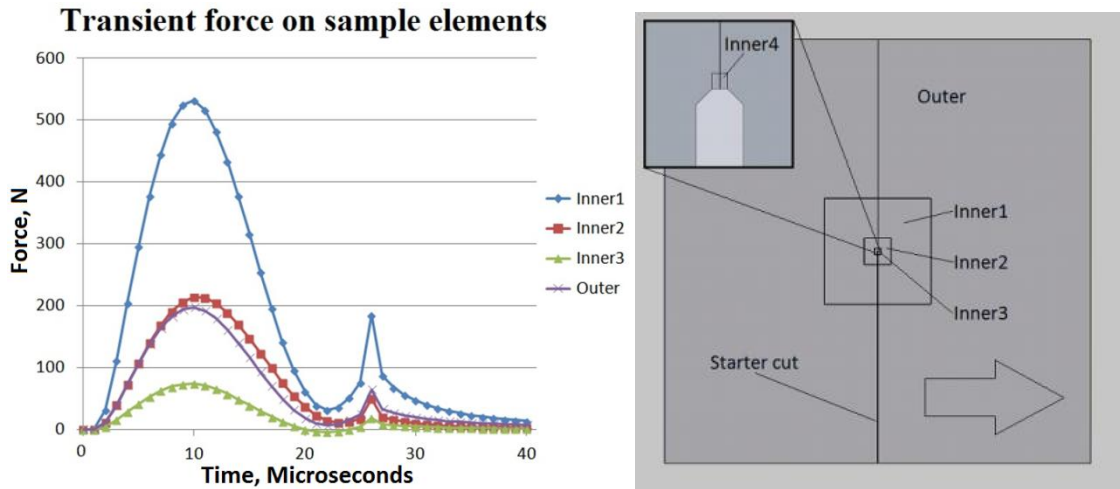 Transient force on sample elements
600
500
400
300
200
100
0
Force, N
0
10
20
30
40
Time, Microseconds
Inner1
Inner2
Inner3
Outer
Inner4
Outer
Inner1
Inner2
Inner3
Starter cut